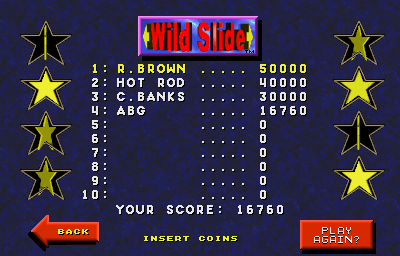 Wild Slide
TM
1: R.BROWN ..... 50000
2: HOT ROD ..... 40000
3: C.BANKS ..... 30000
4: ABG ..... 16760
5: ..... 0
6: ..... 0
7: ..... 0
8: ..... 0
9: ..... 0
10: ..... 0
YOUR SCORE: 16760
BACK
INSERT COINS
PLAY
AGAIN?